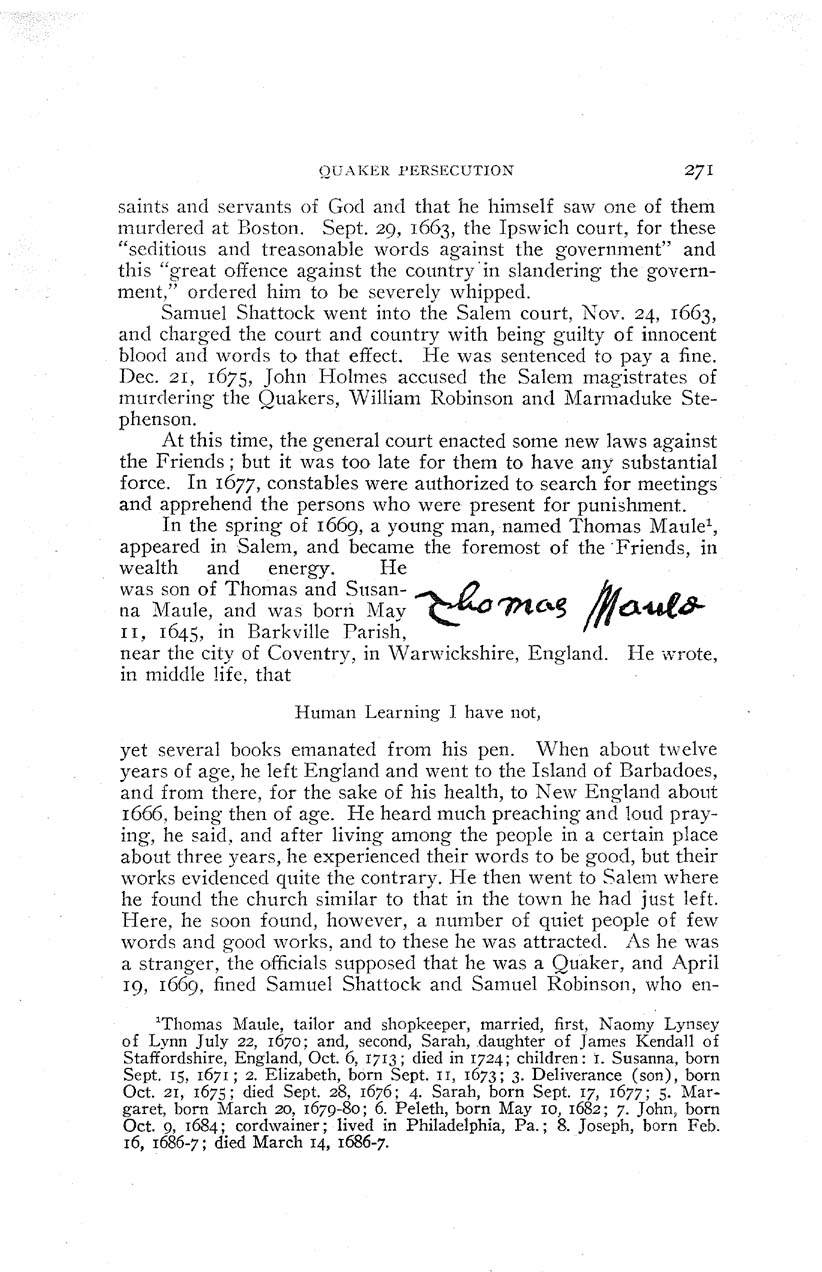 QUAKER PERSECUTION 271
saints and servants of God and that he himself saw one of them
murdered at Boston. Sept. 29, 1663, the Ipswich court, for these
“seditious and treasonable words against the government” and
this “great offence against the country in slandering the govern-
ment,” ordered him to be severely whipped.
Samuel Shattock went into the Salem court, Nov. 24, 1663,
and charged the court and country with being guilty of innocent
blood and words to that effect. He was sentenced to pay a fine.
Dec. 21, 1675, John Holmes accused the Salem magistrates of
murdering the Quakers, William Robinson and Marmaduke Ste-
phenson.
At this time, the general court enacted some new laws against
the Friends; but it was too late for them to have any substantial
force. In 1677, constables were authorized to search for meetings
and apprehend the persons who were present for punishment.
In the spring of 1669, a young man, named Thomas Maule¹,
appeared in Salem, and became the foremost of the Friends, in
wealth and energy. He
was son of Thomas and Susan-
na Maule, and was born May
11, 1645, in Barkville Parish,
Thomas Maule
near the city of Coventry, in Warwickshire, England. He wrote,
in middle life, that
Human Learning I have not,
yet several books emanated from his pen. When about twelve
years of age, he left England and went to the Island of Barbadoes,
and from there, for the sake of his health, to New England about
1666, being then of age. He heard much preaching and loud pray-
ing, he said, and after living among the people in a certain place
about three years, he experienced their words to be good, but their
works evidenced quite the contrary. He then went to Salem where
he found the church similar to that in the town he had just left.
Here, he soon found, however, a number of quiet people of few
words and good works, and to these he was attracted. As he was
a stranger, the officials supposed that he was a Quaker, and April
19, 1669, fined Samuel Shattock and Samuel Robinson, who en-
¹Thomas Maule, tailor and shopkeeper, married, first, Naomy Lynsey
of Lynn July 22, 1670; and, second, Sarah, daughter of James Kendall of
Staffordshire, England, Oct. 6, 1713; died in 1724; children: 1. Susanna, born
Sept. 15, 1671; 2. Elizabeth, born Sept. 11, 1673; 3. Deliverance (son), born
Oct. 21, 1675; died Sept. 28, 1676; 4. Sarah, born Sept. 17, 1677; 5. Mar-
garet, born March 20, 1679-80; 6. Peleth, born May 10, 1682; 7. John, born
Oct. 9, 1684; cordwainer; lived in Philadelphia, Pa.; 8. Joseph, born Feb.
16, 1686-7; died March 14, 1686-7.